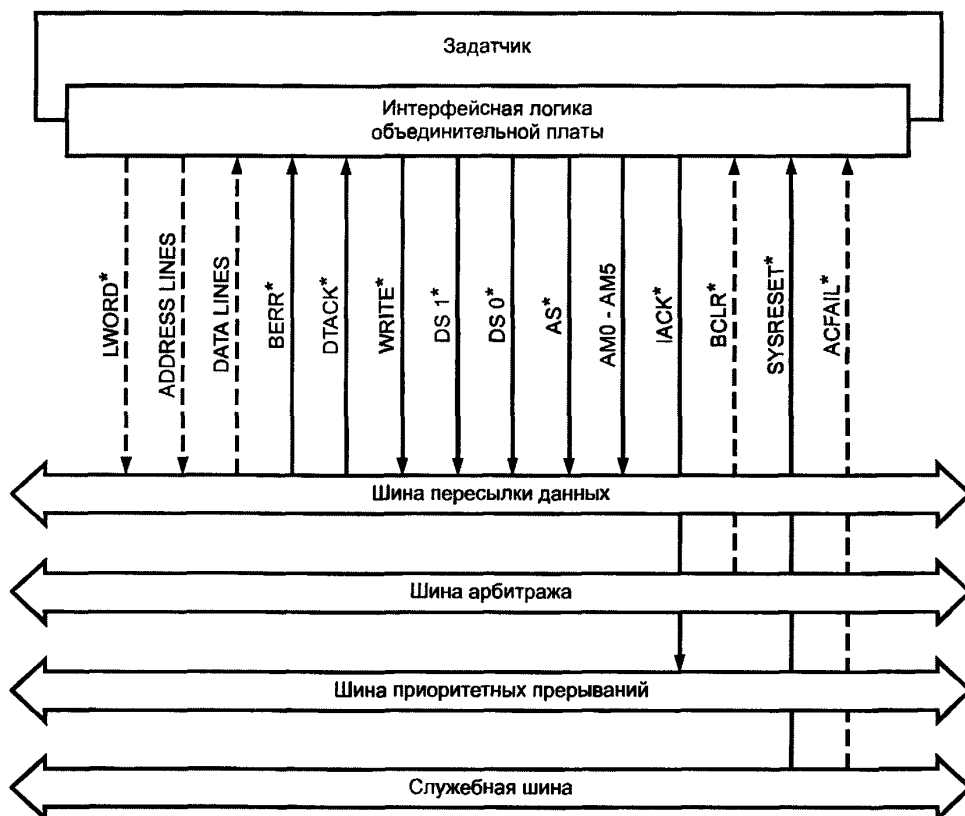 Задатчик
Интерфейсная логика
объединительной платы
LWORD*
ADDRESS LINES
DATA LINES
BERR*
DTACK*
WRITE*
DS 1*
DS 0*
AS*
AM0 - AM5
IACK*
BCLR*
SYSRESET*
ACFAIL*
Шина пересылки данных
Шина арбитража
Шина приоритетных прерываний
Служебная шина